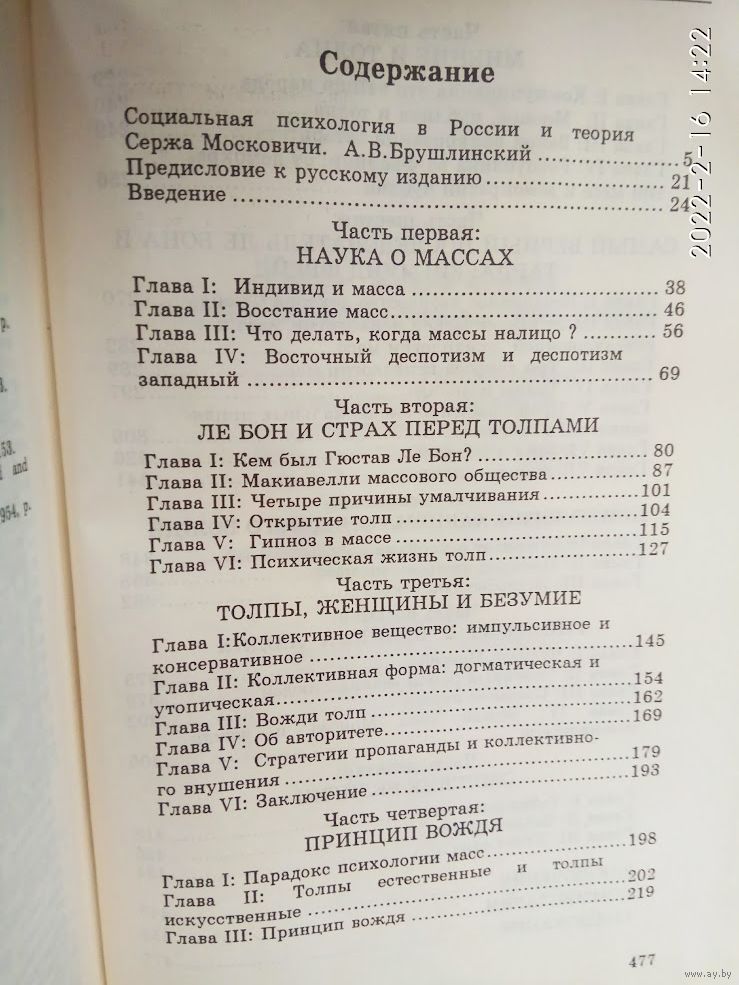 Содержание
Социальная психология в России и теория
Сержа Московичи. А.В.Брушлинский ..................5
Предисловие к русскому изданию ..................21
Введение ..................24
Часть первая:
НАУКА О МАССАХ
Глава I: Индивид и масса ..................38
Глава II: Восстание масс ..................46
Глава III: Что делать, когда массы налицо ? ...........56
Глава IV: Восточный деспотизм и деспотизм
западный ..................69
Часть вторая:
ЛЕ БОН И СТРАХ ПЕРЕД ТОЛПАМИ
Глава I: Кем был Гюстав Ле Бон? ..................80
Глава II: Макиавелли массового общества ..................87
Глава III: Четыре причины умалчивания ..................101
Глава IV: Открытие толп ..................104
Глава V: Гипноз в массе ..................115
Глава VI: Психическая жизнь толп ..................127
Часть третья:
ТОЛПЫ, ЖЕНЩИНЫ И БЕЗУМИЕ
Глава I:Коллективное вещество: импульсивное и
консервативное ..................145
Глава II: Коллективная форма: догматическая и
утопическая ..................154
Глава III: Вожди толп ..................162
Глава IV: Об авторитете ..................169
Глава V: Стратегии пропаганды и коллективно-
го внушения ..................179
Глава VI: Заключение ..................193
Часть четвертая:
ПРИНЦИП ВОЖДЯ
Глава I: Парадокс психологии масс ..................198
Глава II: Толпы естественные и толпы
искусственные ..................202
Глава III: Принцип вождя ..................219
477
2022-2-16 14:22
р.
53.
and
954. р.
www.ay.by